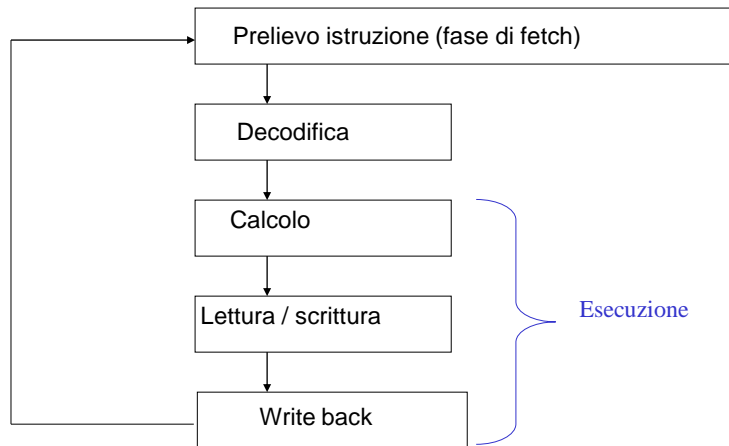 Prelievo istruzione (fase di fetch)
Decodifica
Calcolo
Lettura / scrittura
Esecuzione
Write back